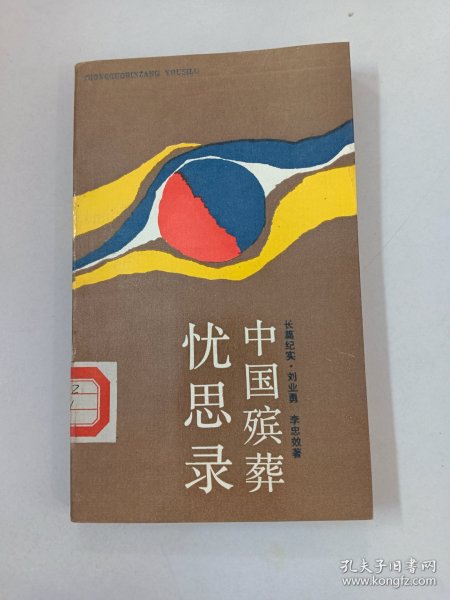 ZHONGGUOBINZANG YOUSILU
长篇纪实·刘业勇 李忠效著
中国殡葬
忧思录
孔夫子旧书网
www.kongfz.com